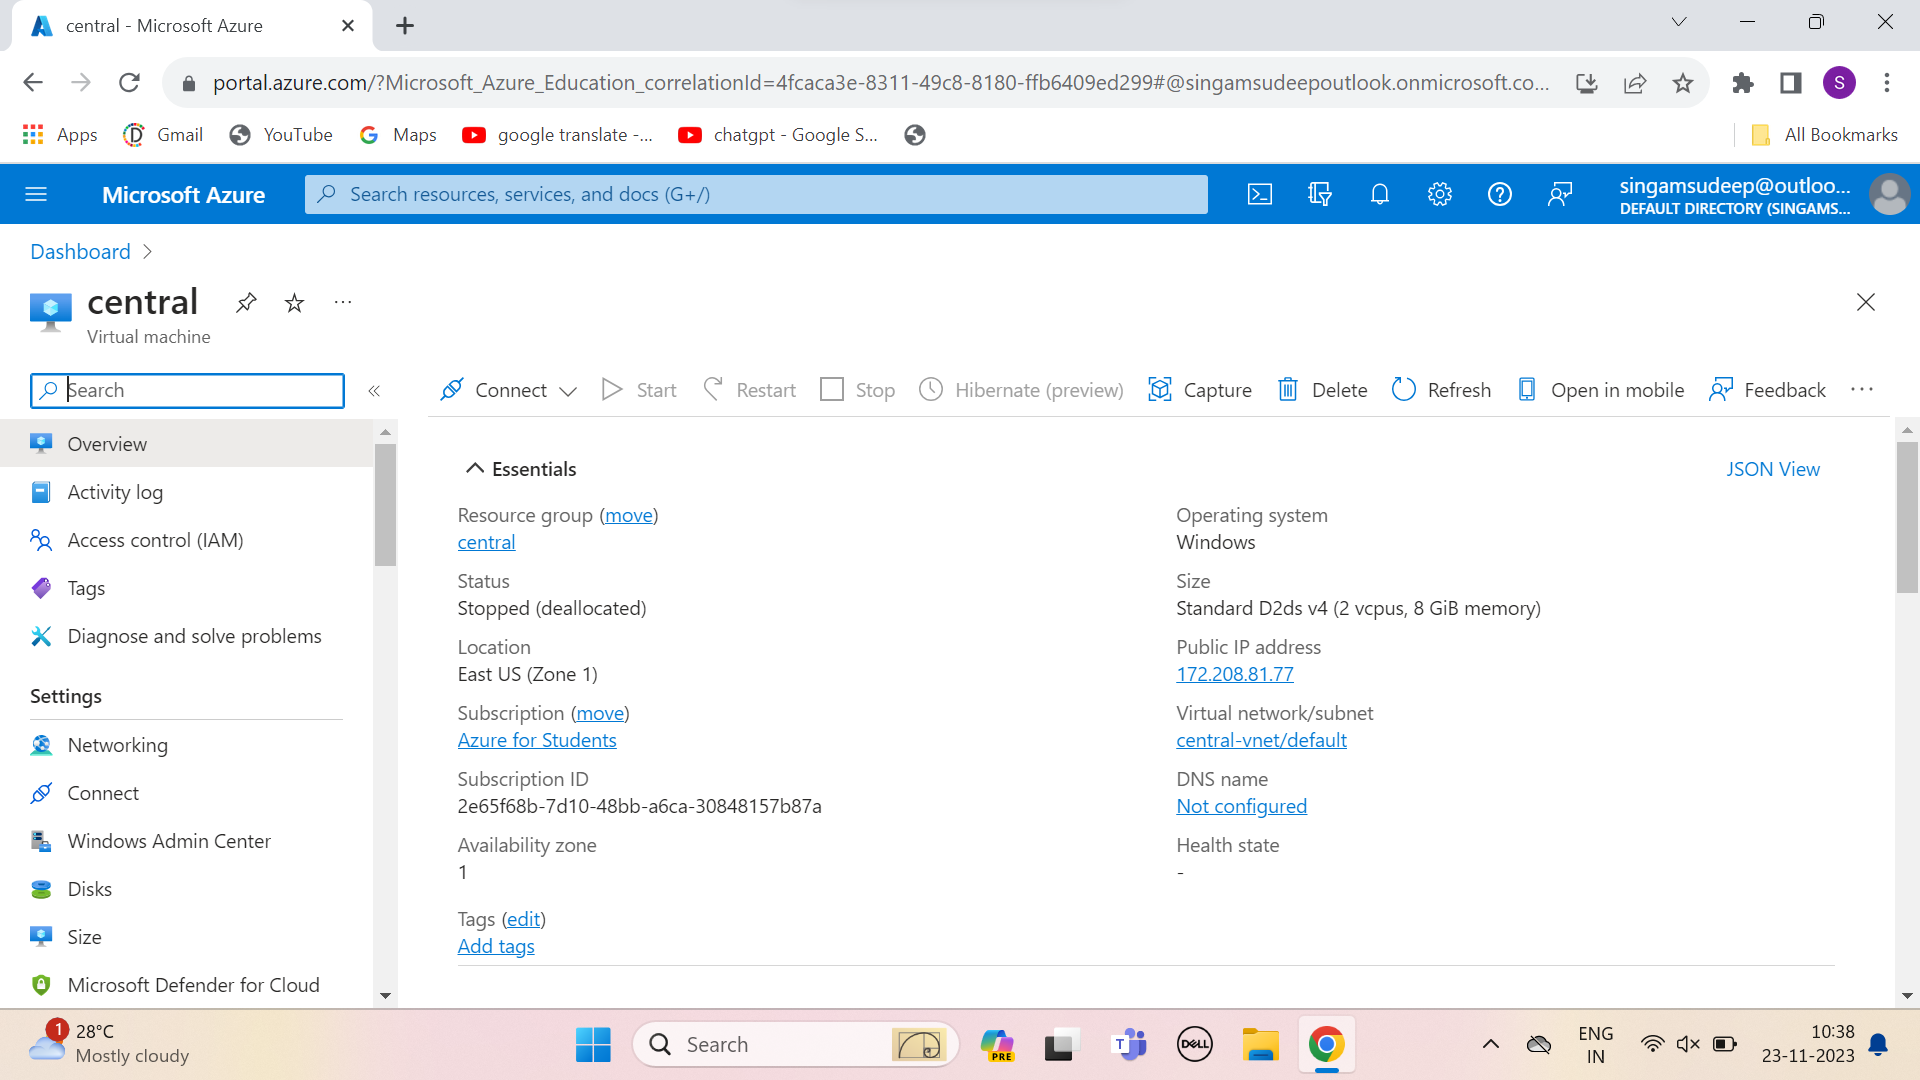 central - Microsoft Azure
portal.azure.com/?Microsoft_Azure_Education_correlationId=4fcaca3e-8311-49c8-8180-ffb6409ed299#@singamsudeepoutlook.onmicrosoft.co...
S
Apps
Gmail
YouTube
Maps
google translate -...
chatgpt - Google S...
All Bookmarks
Microsoft Azure
Search resources, services, and docs (G+/)
singamsudeep@outloo...
DEFAULT DIRECTORY (SINGAMS...
Dashboard
central
Virtual machine
Search
Connect
Start
Restart
Stop
Hibernate (preview)
Capture
Delete
Refresh
Open in mobile
Feedback
Overview
Activity log
Access control (IAM)
Tags
Diagnose and solve problems
Settings
Networking
Connect
Windows Admin Center
Disks
Size
Microsoft Defender for Cloud
Essentials
JSON View
Resource group (move)
central
Status
Stopped (deallocated)
Location
East US (Zone 1)
Subscription (move)
Azure for Students
Subscription ID
2e65f68b-7d10-48bb-a6ca-30848157b87a
Availability zone
1
Tags (edit)
Add tags
Operating system
Windows
Size
Standard D2ds v4 (2 vcpus, 8 GiB memory)
Public IP address
172.208.81.77
Virtual network/subnet
central-vnet/default
DNS name
Not configured
Health state
-
1
28°C
Mostly cloudy
Search
PRE
T
DELL
ENG
IN
10:38
23-11-2023